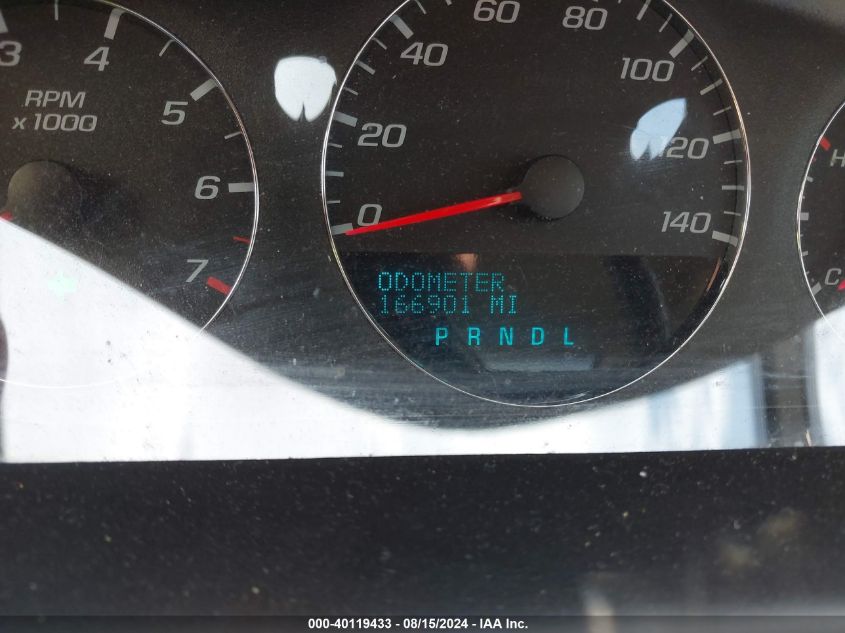 3 4 5 6 7
RPM
x 1000
0 20 40 60 80 100 120 140
ODOMETER
166901 MI
P R N D L
H
C
000-40119433 - 08/15/2024 - IAA Inc.